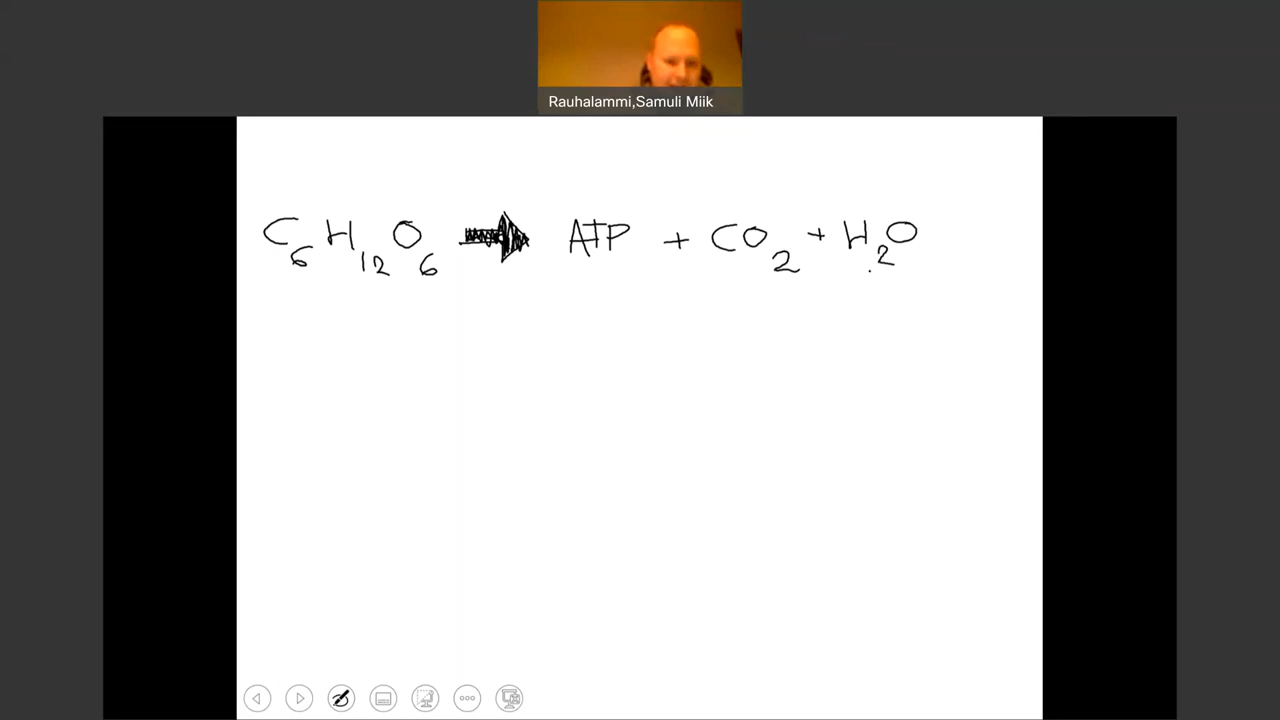 Rauhalammi,Samuli Miik
C6H12O6 → ATP + CO2 + H2O